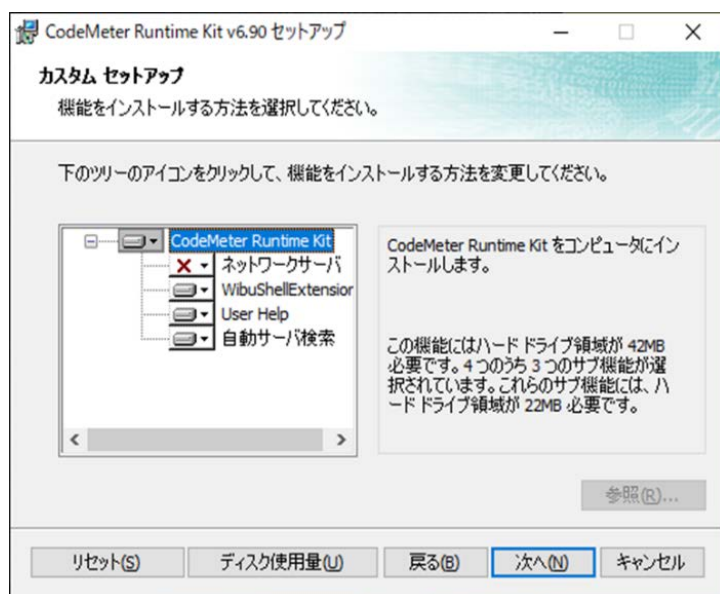 CodeMeter Runtime Kit v6.90 セットアップ
カスタム セットアップ
機能をインストールする方法を選択してください。
下のツリーのアイコンをクリックして、機能をインストールする方法を変更してください。
CodeMeter Runtime Kit
ネットワークサーバ
WibuShellExtension
User Help
自動サーバ検索
CodeMeter Runtime Kit をコンピュータにイン
ストールします。
この機能にはハード ドライブ領域が 42MB
必要です。4 つのうち 3 つのサブ機能が選
択されています。これらのサブ機能には、ハ
ード ドライブ領域が 22MB 必要です。
参照(R)...
リセット(S)
ディスク使用量(U)
戻る(B)
次へ(N)
キャンセル